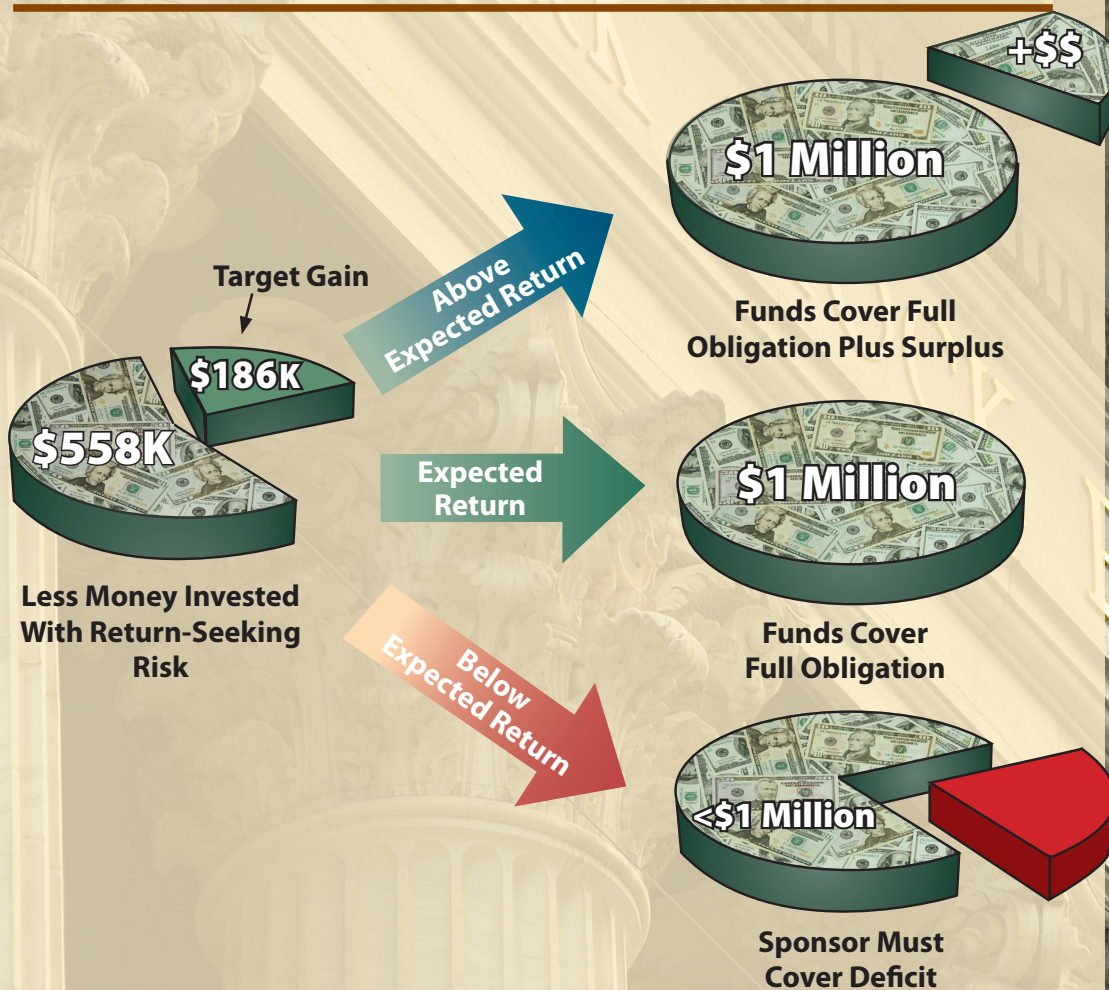 +$$
$1 Million
Funds Cover Full
Obligation Plus Surplus
Above
Expected Return
Target Gain
$186K
$558K
Less Money Invested
With Return-Seeking
Risk
Expected
Return
$1 Million
Funds Cover
Full Obligation
Below
Expected Return
<$1 Million
Sponsor Must
Cover Deficit